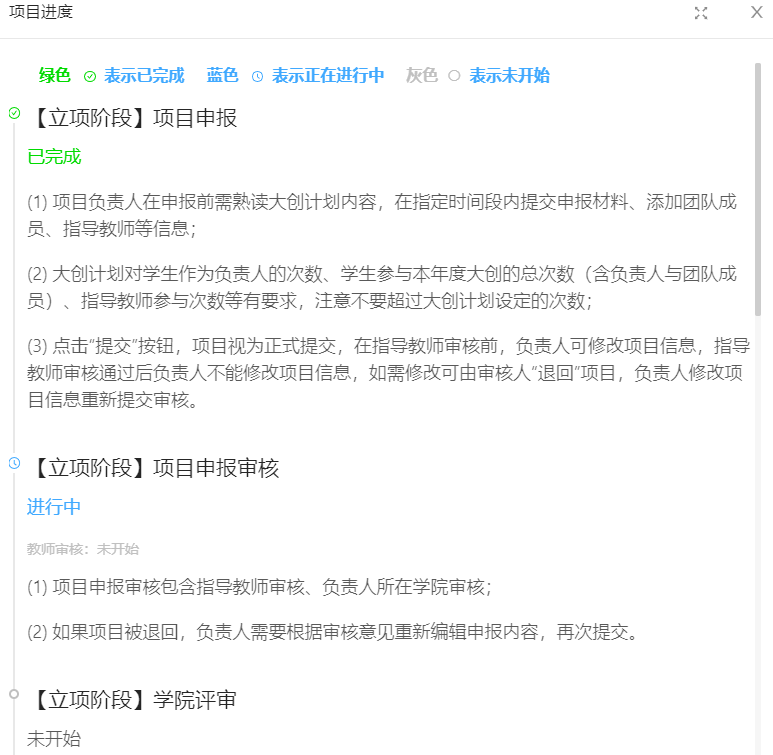 项目进度
绿色 表示已完成 蓝色 表示正在进行中 灰色 表示未开始
【立项阶段】项目申报
已完成
(1) 项目负责人在申报前需熟读大创计划内容，在指定时间段内提交申报材料、添加团队成
员、指导教师等信息；
(2) 大创计划对学生作为负责人的次数、学生参与本年度大创的总次数（含负责人与团队成
员）、指导教师参与次数等有要求，注意不要超过大创计划设定的次数；
(3) 点击“提交”按钮，项目视为正式提交，在指导教师审核前，负责人可修改项目信息，指导
教师审核通过后负责人不能修改项目信息，如需修改可由审核人“退回”项目，负责人修改项
目信息重新提交审核。
【立项阶段】项目申报审核
进行中
教师审核：未开始
(1) 项目申报审核包含指导教师审核、负责人所在学院审核；
(2) 如果项目被退回，负责人需要根据审核意见重新编辑申报内容，再次提交。
【立项阶段】学院评审
未开始